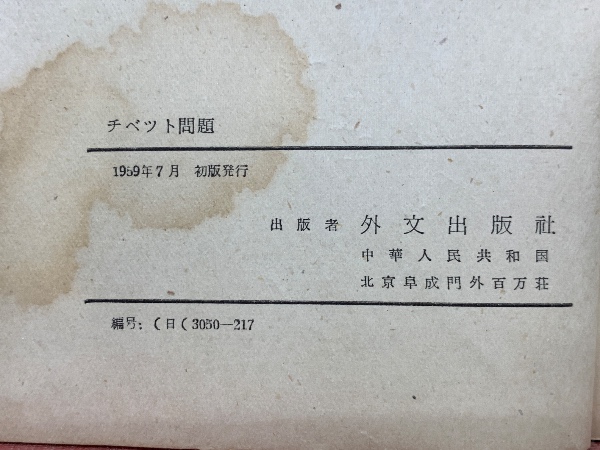 チベツト問題
1959年7月 初版発行
出版者 外文出版社
中華人民共和国
北京阜成門外百万荘
編号: (日( 3050—217